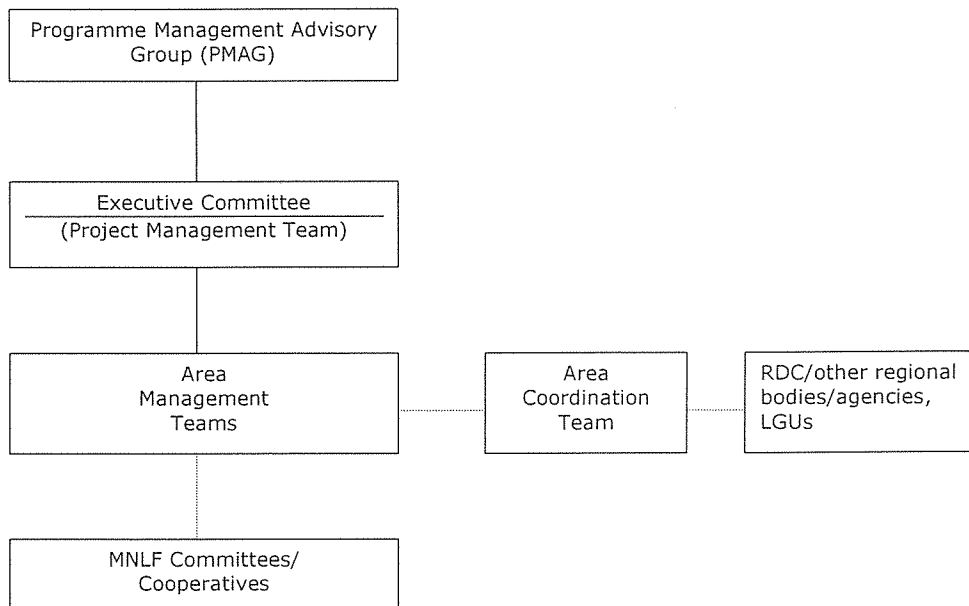 Programme Management Advisory
Group (PMAG)
Executive Committee
(Project Management Team)
Area
Management
Teams
Area
Coordination
Team
RDC/other regional
bodies/agencies,
LGUs
MNLF Committees/
Cooperatives